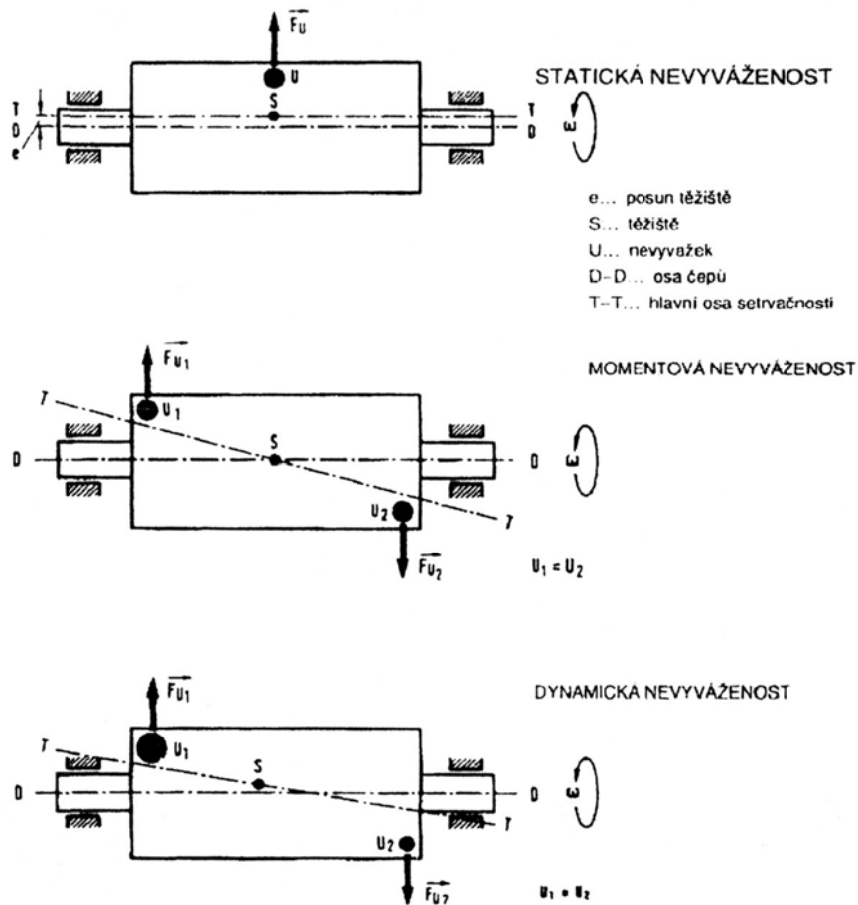 F_U
U
STATICKÁ NEVYVÁŽENOST
S
T T
D D
e
ω
e... posun těžiště
S... těžiště
U... nevyvažek
D-D... osa čepů
T-T... hlavní osa setrvačnosti
F_U1
MOMENTOVÁ NEVYVÁŽENOST
T
U1
S
D D
ω
U2
T
F_U2
U1 = U2
F_U1
DYNAMICKÁ NEVYVÁŽENOST
T
U1
S
D D
ω
T
U2
F_U2